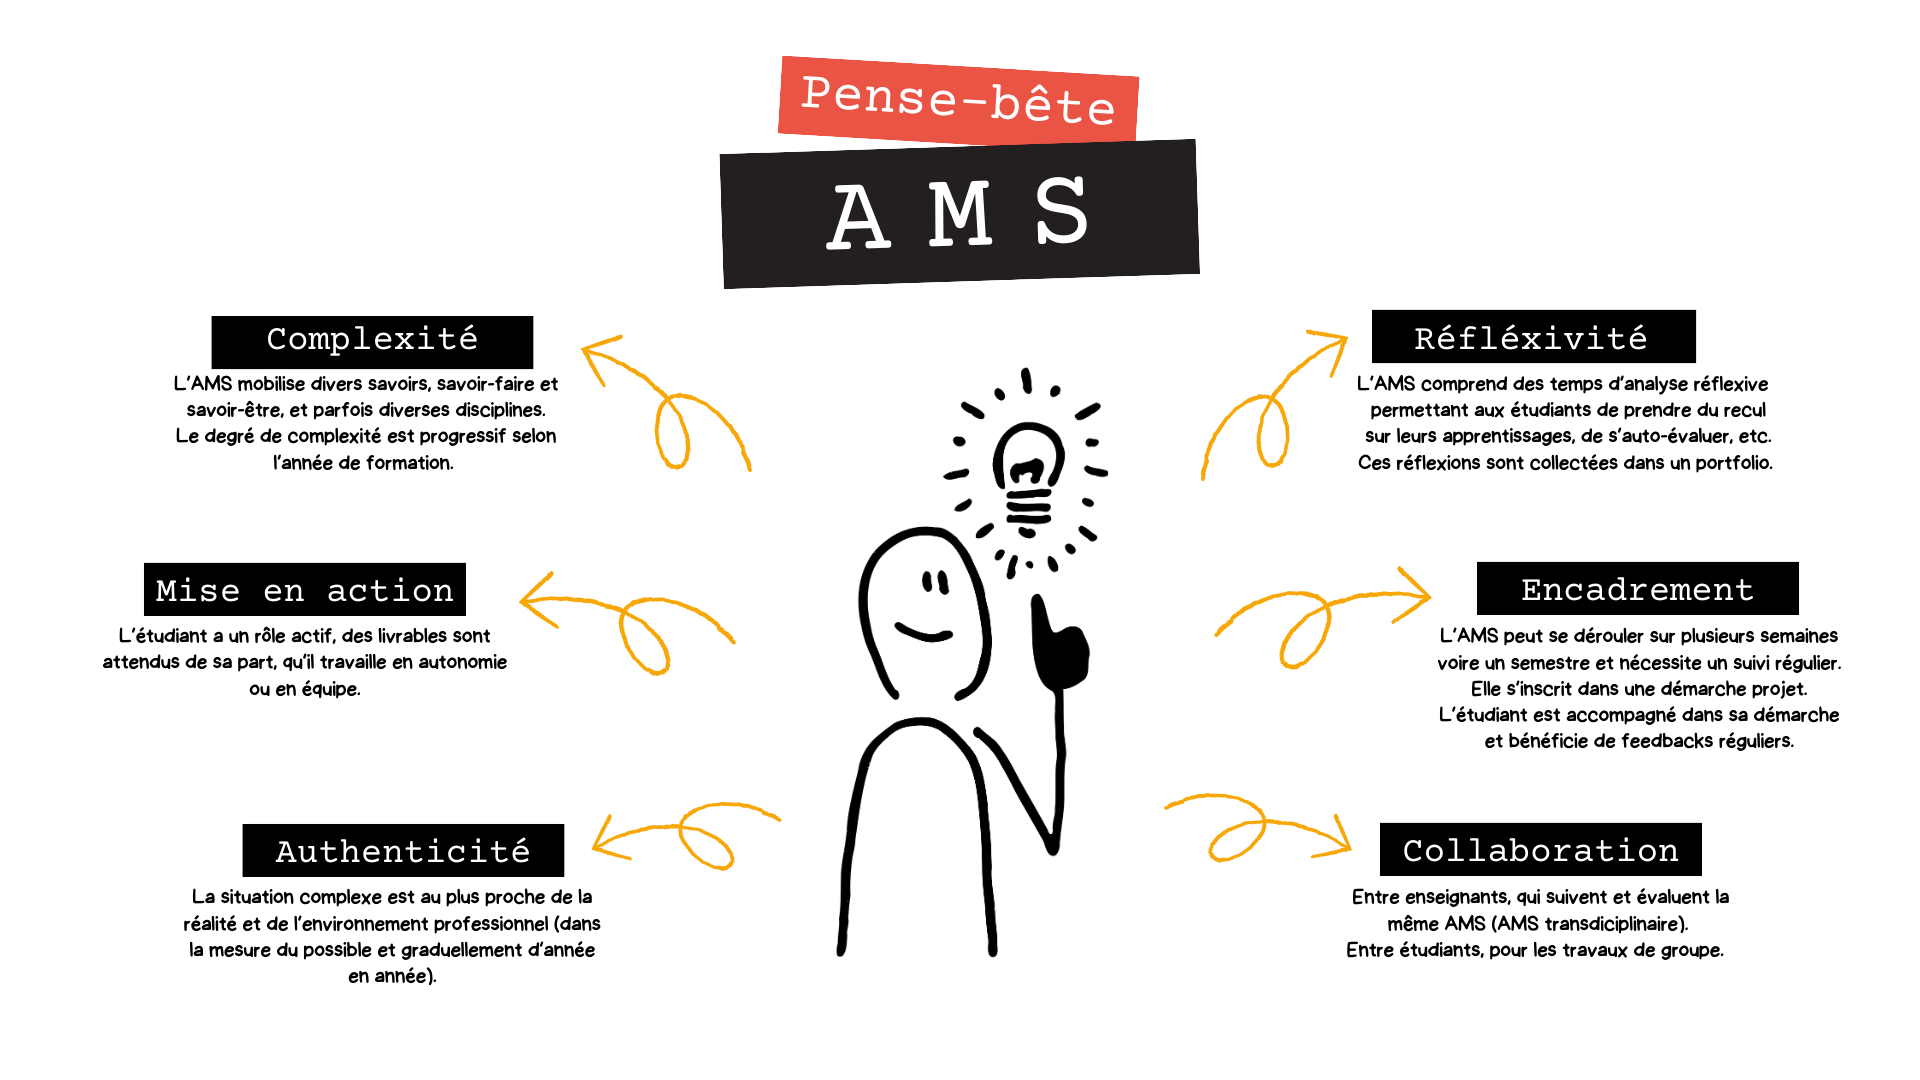 Pense-bête
AMS
Complexité
L'AMS mobilise divers savoirs, savoir-faire et
savoir-être, et parfois diverses disciplines.
Le degré de complexité est progressif selon
l'année de formation.
Mise en action
L'étudiant a un rôle actif, des livrables sont
attendus de sa part, qu'il travaille en autonomie
ou en équipe.
Authenticité
La situation complexe est au plus proche de la
réalité et de l'environnement professionnel (dans
la mesure du possible et graduellement d'année
en année).
Réfléxivité
L'AMS comprend des temps d'analyse réflexive
permettant aux étudiants de prendre du recul
sur leurs apprentissages, de s'auto-évaluer, etc.
Ces réflexions sont collectées dans un portfolio.
Encadrement
L'AMS peut se dérouler sur plusieurs semaines
voire un semestre et nécessite un suivi régulier.
Elle s'inscrit dans une démarche projet.
L'étudiant est accompagné dans sa démarche
et bénéficie de feedbacks réguliers.
Collaboration
Entre enseignants, qui suivent et évaluent la
même AMS (AMS transdiciplinaire).
Entre étudiants, pour les travaux de groupe.